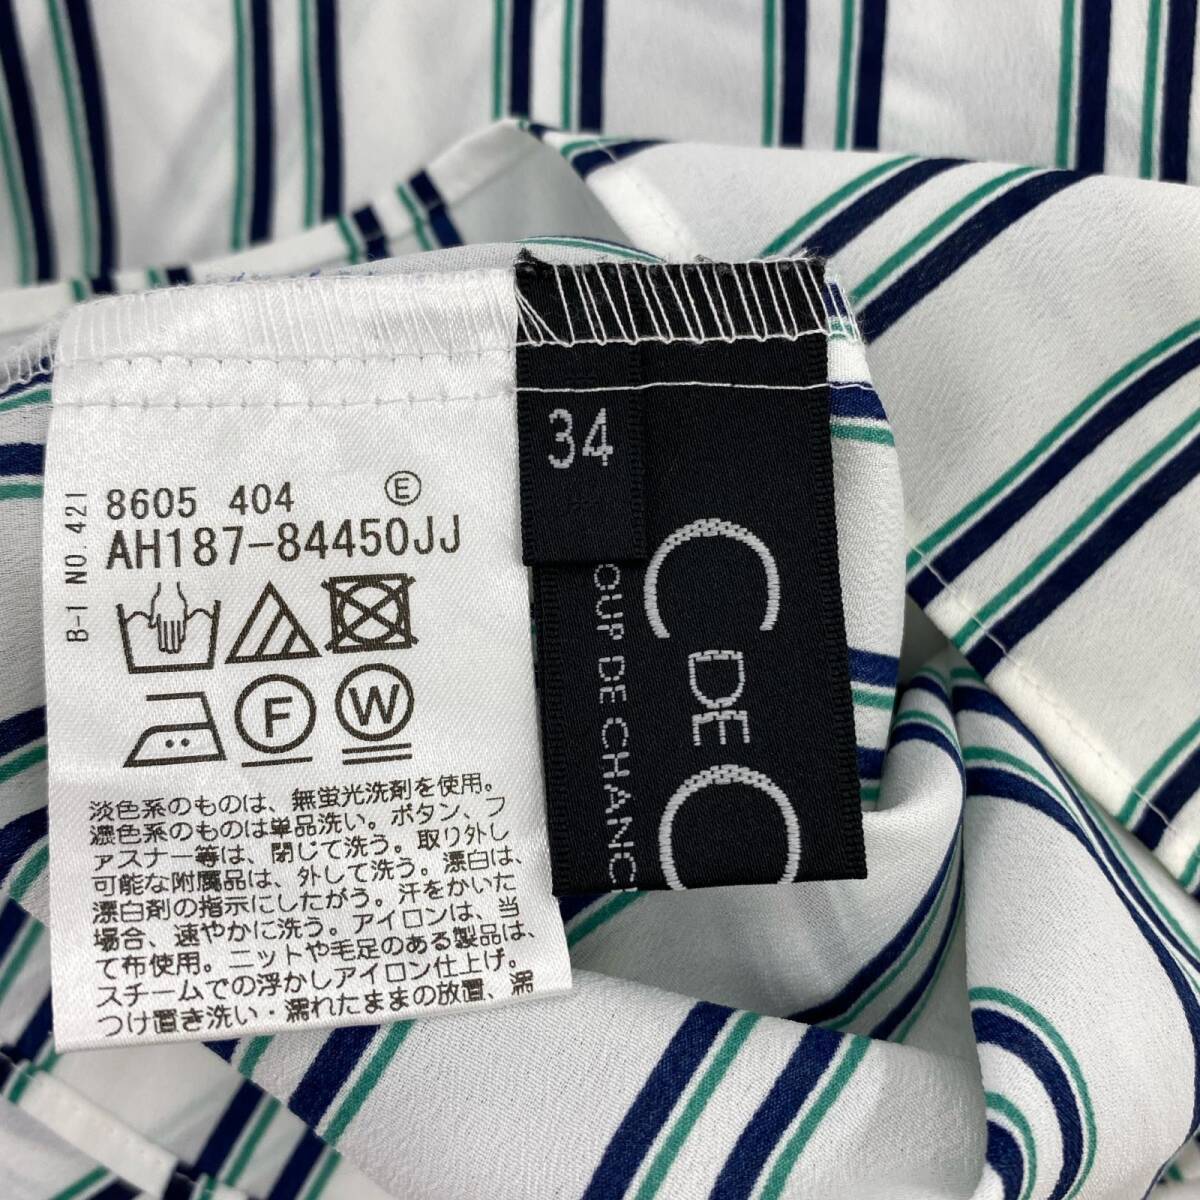 B-1 NO.421
8605 404 Ⓔ
AH187-84450JJ
F
W
淡色系のものは、無蛍光洗剤を使用。
濃色系のものは単品洗い。ボタン、フ
ァスナー等は、閉じて洗う。取り外し
可能な附属品は、外して洗う。漂白は、
漂白剤の指示にしたがう。汗をかいた
場合、速やかに洗う。アイロンは、当
て布使用。ニットや毛足のある製品は、
スチームでの浮かしアイロン仕上げ。
つけ置き洗い・濡れたままの放置、濡
34
C DE C
OUP DE CHANC